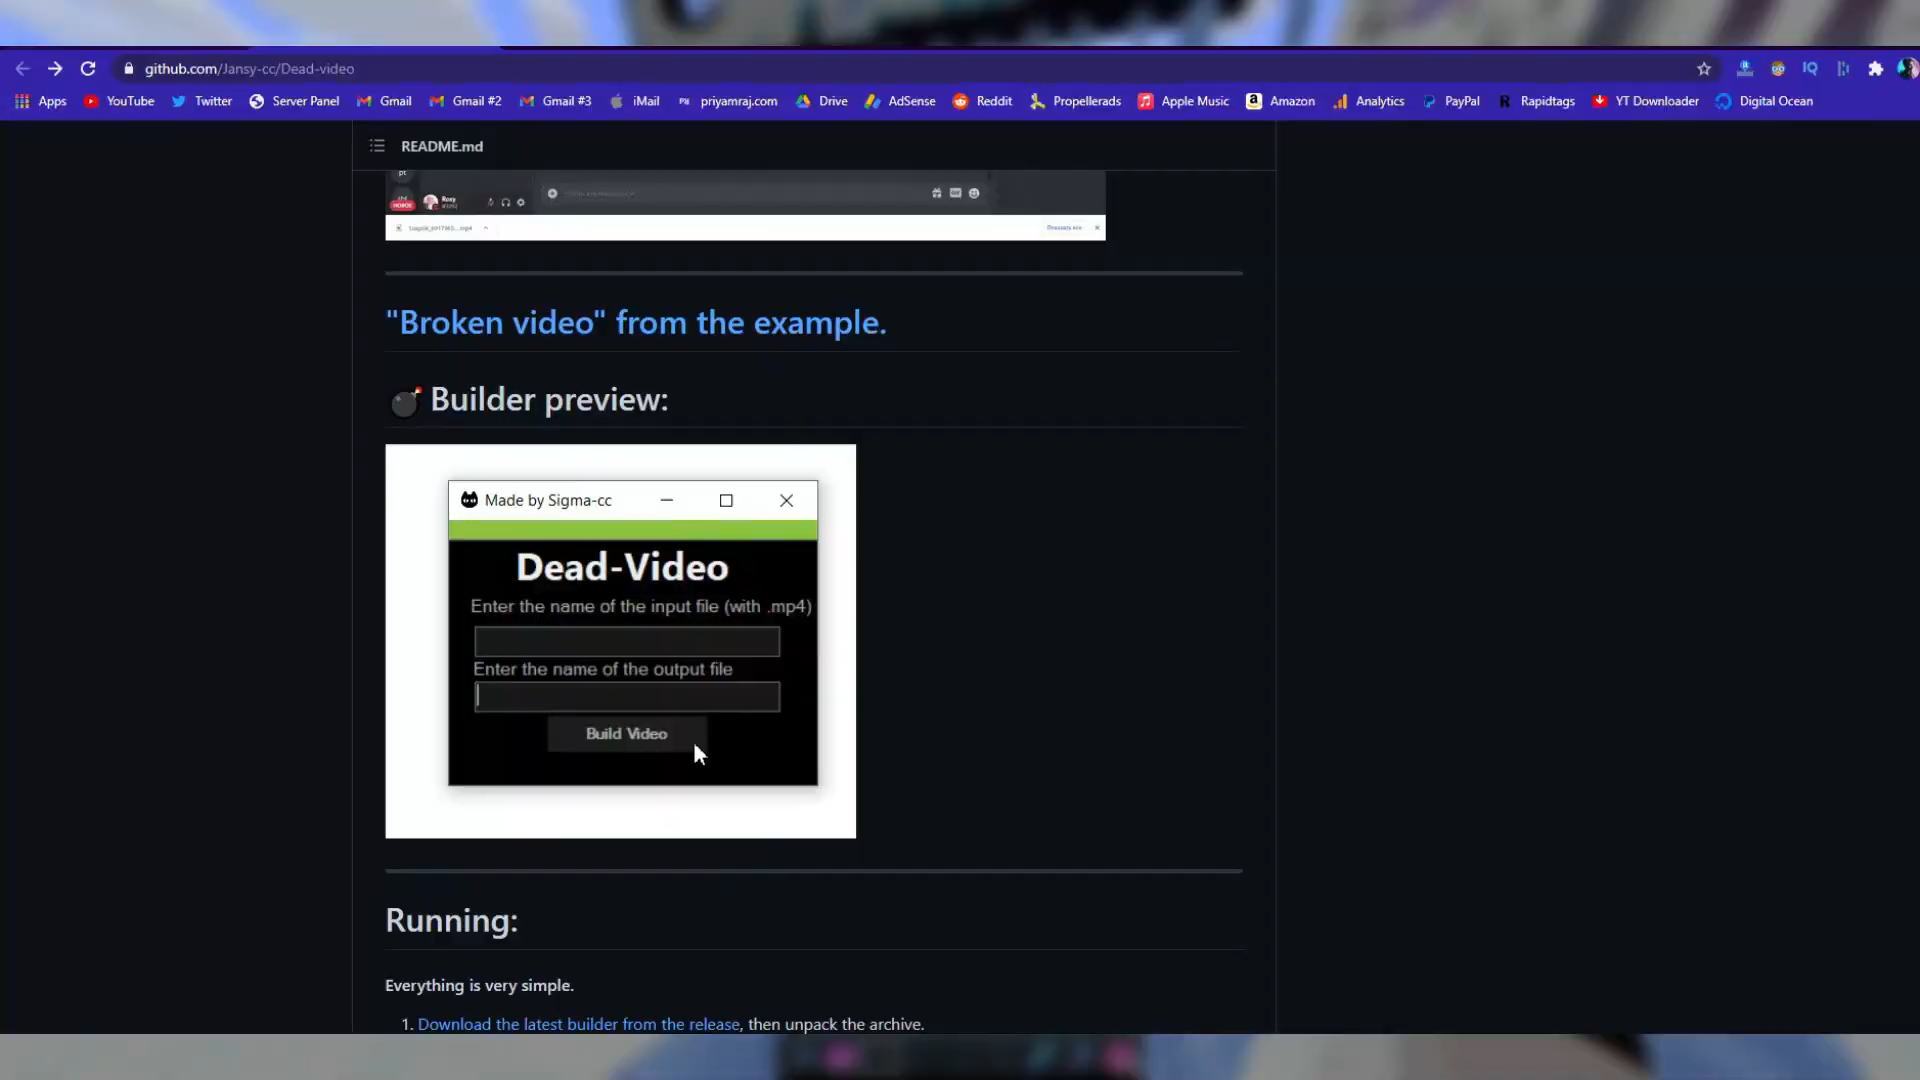 github.com/Jansy-cc/Dead-video
Apps YouTube Twitter Server Panel Gmail Gmail #2 Gmail #3 iMail priyamraj.com Drive AdSense Reddit Propellerads Apple Music Amazon Analytics PayPal Rapidtags YT Downloader Digital Ocean
README.md
Roxy
"Broken video" from the example.
Builder preview:
Made by Sigma-cc
Dead-Video
Enter the name of the input file (with .mp4)
Enter the name of the output file
Build Video
Running:
Everything is very simple.
1. Download the latest builder from the release, then unpack the archive.